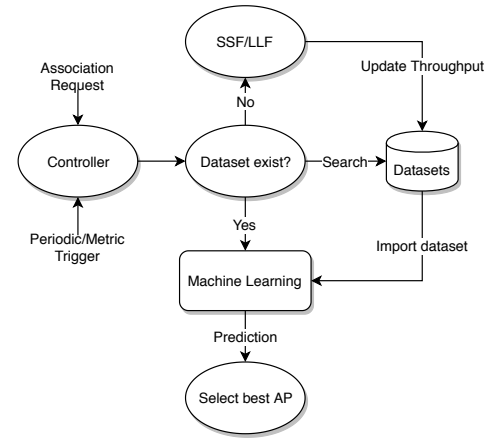 SSF/LLF
Association
Request
Update Throughput
No
Controller
Dataset exist?
Search
Datasets
Yes
Periodic/Metric
Trigger
Import dataset
Machine Learning
Prediction
Select best AP